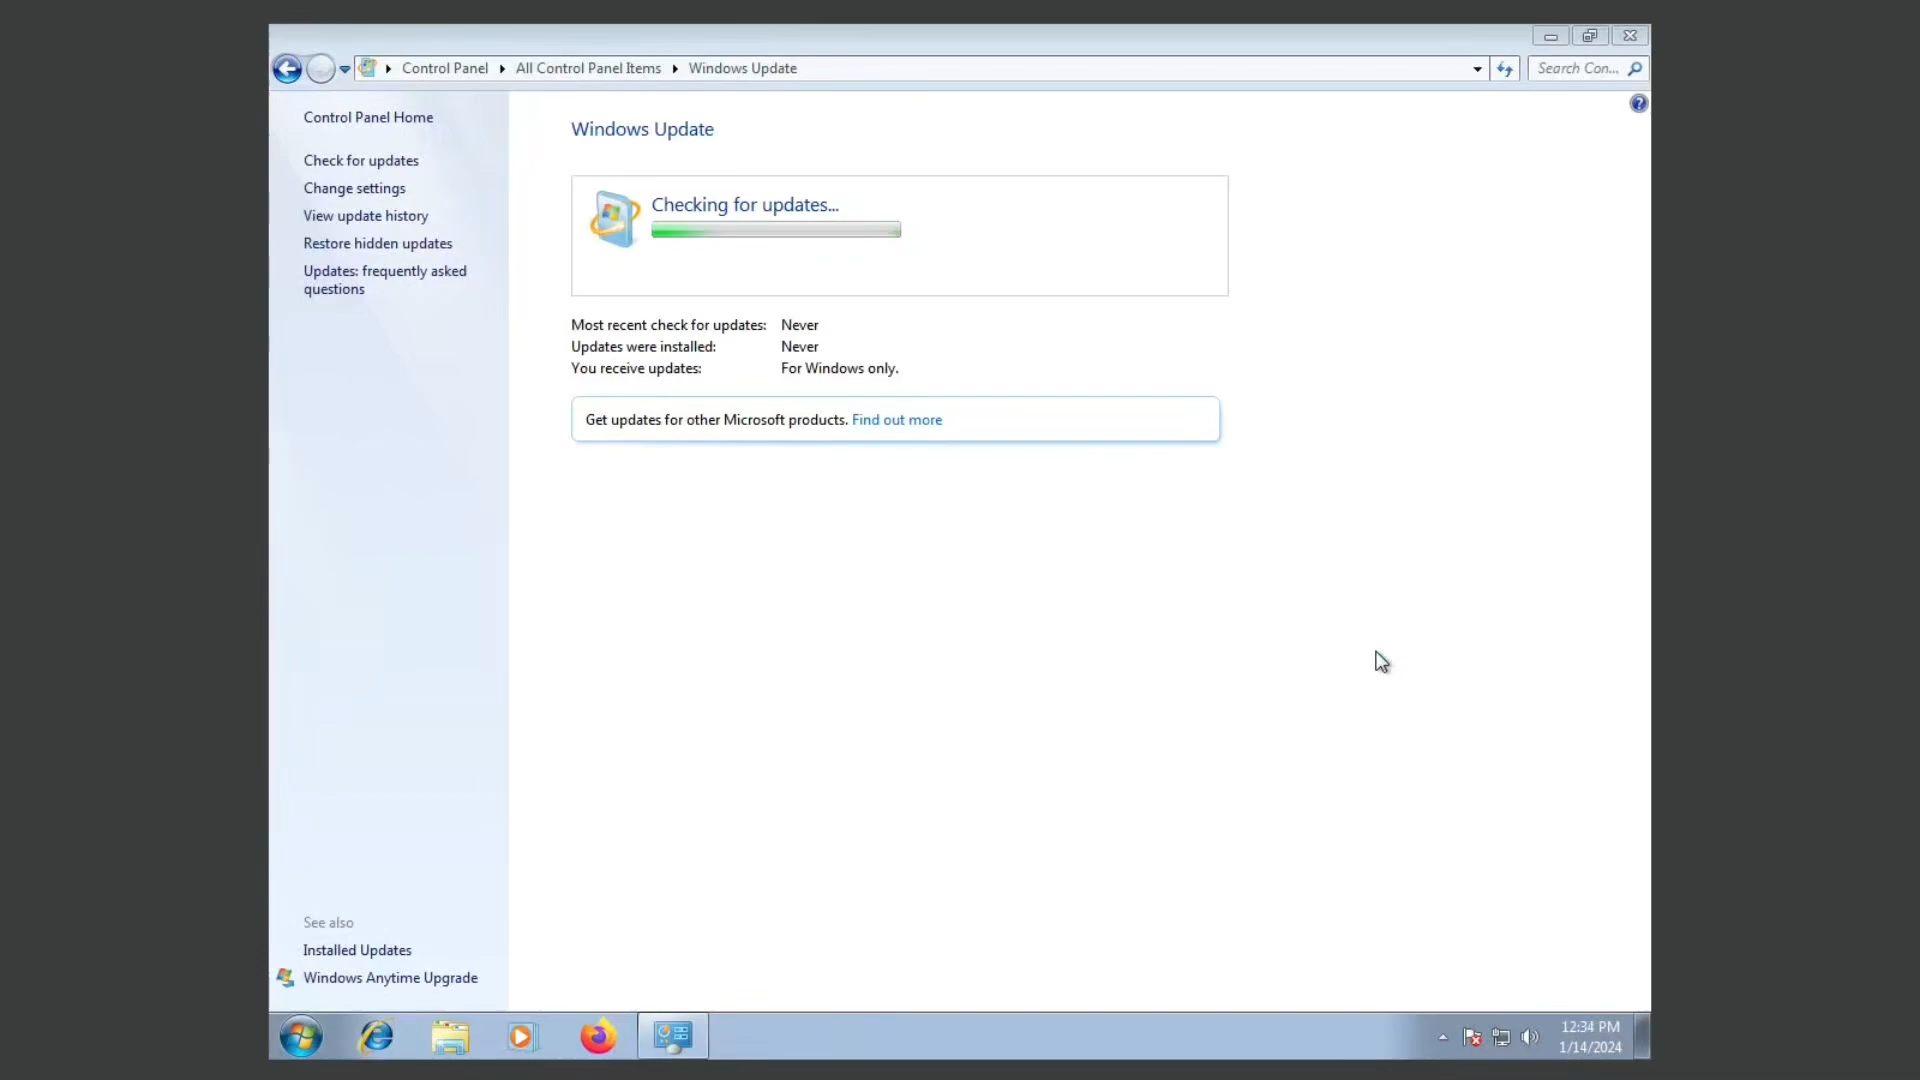 Control Panel
All Control Panel Items
Windows Update
Search Con...
Control Panel Home
Check for updates
Change settings
View update history
Restore hidden updates
Updates: frequently asked
questions
Windows Update
Checking for updates...
Most recent check for updates: Never
Updates were installed: Never
You receive updates: For Windows only.
Get updates for other Microsoft products. Find out more
See also
Installed Updates
Windows Anytime Upgrade
12:34 PM
1/14/2024